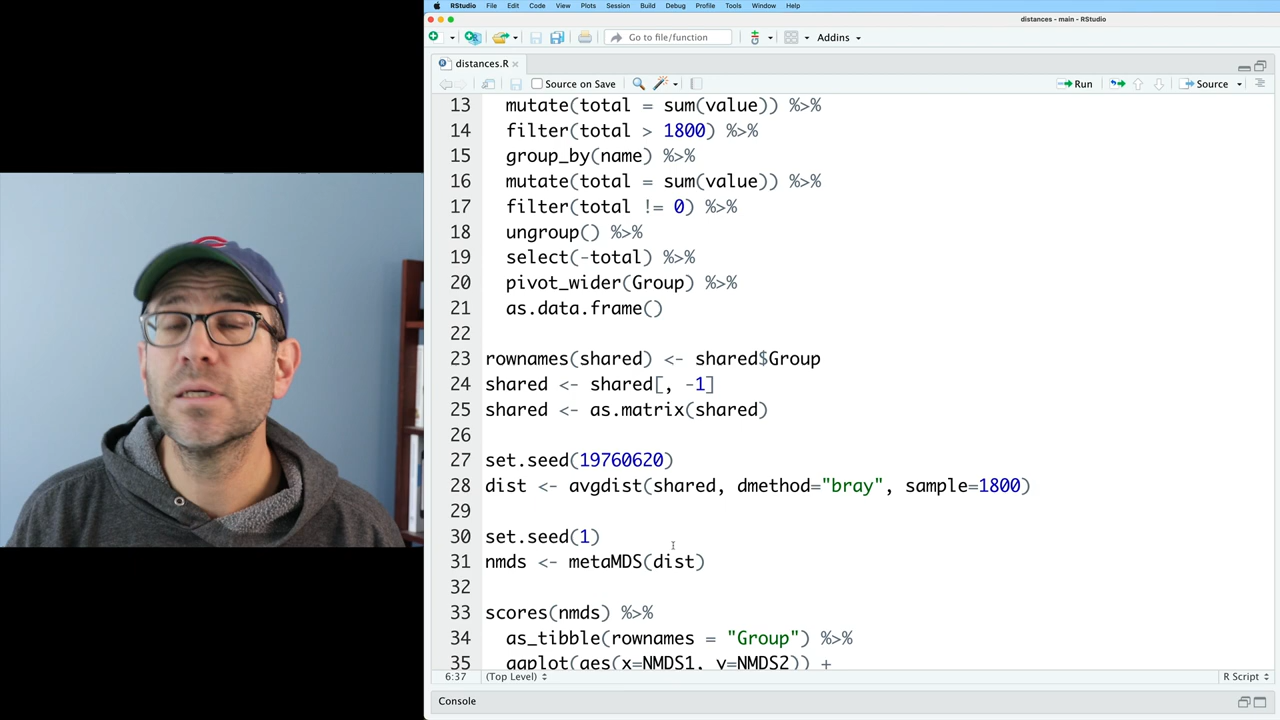 RStudio File Edit Code View Plots Session Build Debug Profile Tools Window Help
distances - main - RStudio
Go to file/function Addins
distances.R
Source on Save Run Source
13 mutate(total = sum(value)) %>%
14 filter(total > 1800) %>%
15 group_by(name) %>%
16 mutate(total = sum(value)) %>%
17 filter(total != 0) %>%
18 ungroup() %>%
19 select(-total) %>%
20 pivot_wider(Group) %>%
21 as.data.frame()
22
23 rownames(shared) <- shared$Group
24 shared <- shared[, -1]
25 shared <- as.matrix(shared)
26
27 set.seed(19760620)
28 dist <- avgdist(shared, dmethod="bray", sample=1800)
29
30 set.seed(1)
31 nmds <- metaMDS(dist)
32
33 scores(nmds) %>%
34 as_tibble(rownames = "Group") %>%
35 ggplot(aes(x=NMDS1, y=NMDS2)) +
6:37 (Top Level) R Script
Console